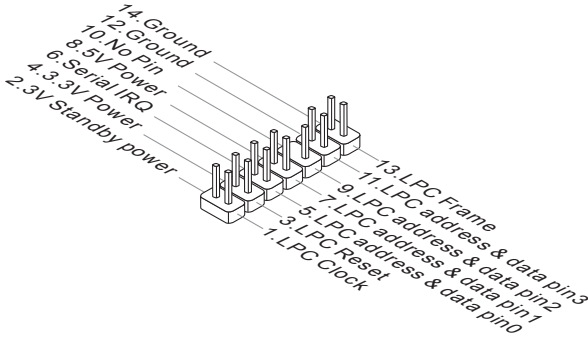 14.Ground
12.Ground
10.No Pin
8.5V Power
6.Serial IRQ
4.3.3V Power
2.3V Standby power
13.LPC Frame
11.LPC address & data pin3
9.LPC address & data pin2
7.LPC address & data pin1
5.LPC address & data pin0
3.LPC Reset
1.LPC Clock